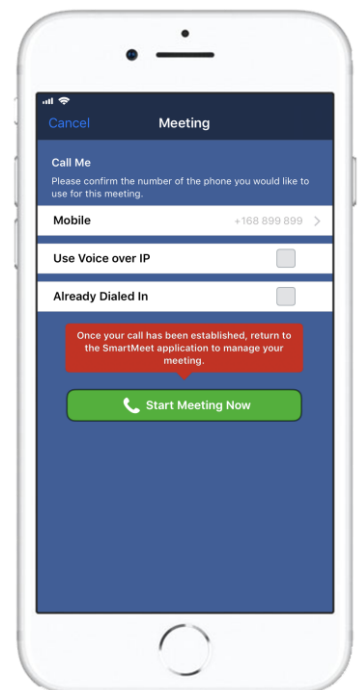 Cancel
Meeting
Call Me
Please confirm the number of the phone you would like to
use for this meeting.
Mobile
+168 899 899
Use Voice over IP
Already Dialed In
Once your call has been established, return to
the SmartMeet application to manage your
meeting.
Start Meeting Now